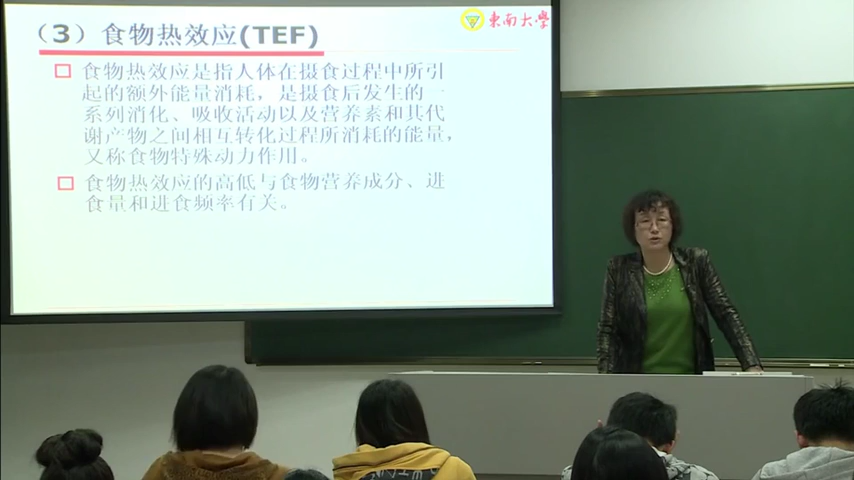 （3）食物热效应(TEF)
東南大學
食物热效应是指人体在摄食过程中所引
起的额外能量消耗，是摄食后发生的一
系列消化、吸收活动以及营养素和其代
谢产物之间相互转化过程所消耗的能量，
又称食物特殊动力作用。
食物热效应的高低与食物营养成分、进
食量和进食频率有关。